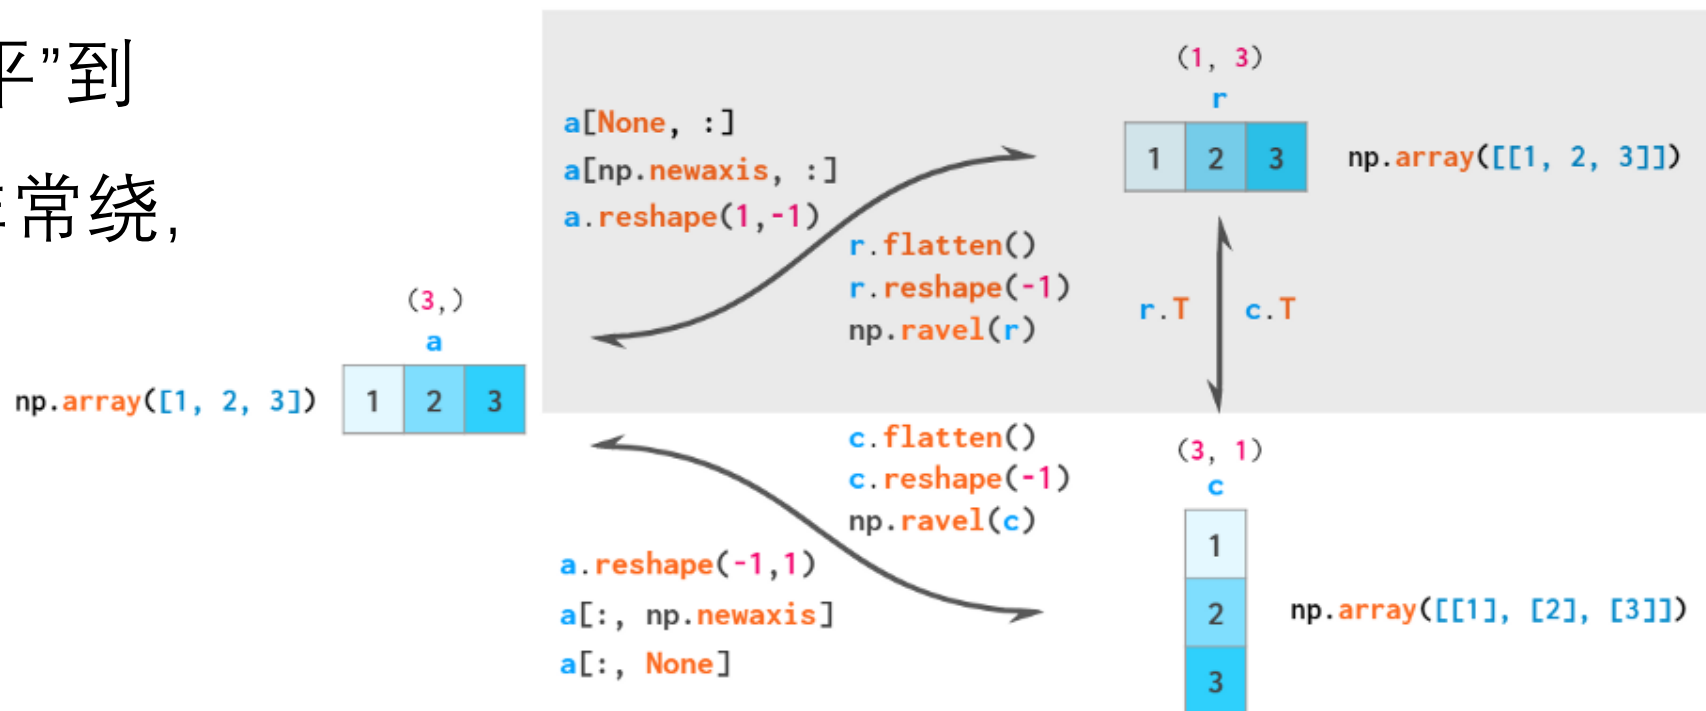 平”到
常绕,
(1, 3)
r
a[None, :]
a[np.newaxis, :]
a.reshape(1,-1)
1 2 3
np.array([[1, 2, 3]])
r.flatten()
r.reshape(-1)
np.ravel(r)
r.T
c.T
(3,)
a
np.array([1, 2, 3])
1 2 3
c.flatten()
c.reshape(-1)
np.ravel(c)
(3, 1)
c
a.reshape(-1,1)
a[:, np.newaxis]
a[:, None]
1
2
3
np.array([[1], [2], [3]])